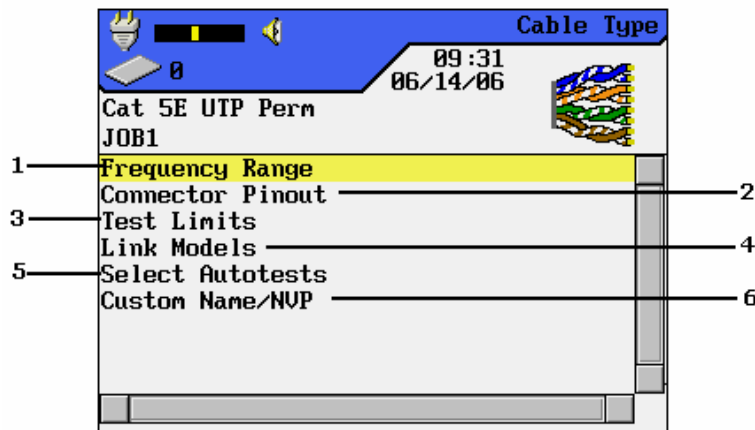 Cable Type
0
09:31
06/14/06
Cat 5E UTP Perm
JOB1
1 Frequency Range
Connector Pinout 2
3 Test Limits
Link Models 4
5 Select Autotests
Custom Name/NVP 6